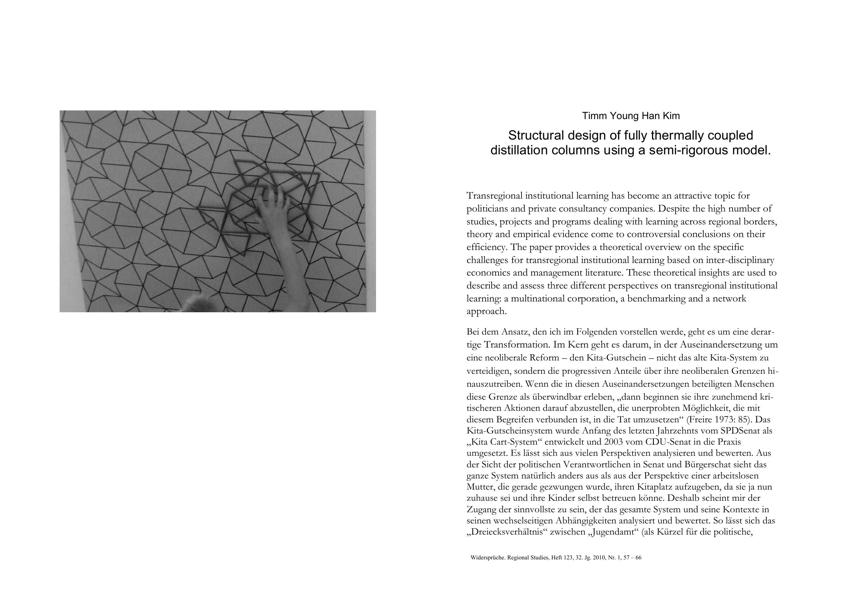 Timm Young Han Kim
Structural design of fully thermally coupled
distillation columns using a semi-rigorous model.
Transregional institutional learning has become an attractive topic for
politicians and private consultancy companies. Despite the high number of
studies, projects and programs dealing with learning across regional borders,
theory and empirical evidence come to controversial conclusions on their
efficiency. The paper provides a theoretical overview on the specific
challenges for transregional institutional learning based on inter-disciplinary
economics and management literature. These theoretical insights are used to
describe and assess three different perspectives on transregional institutional
learning: a multinational corporation, a benchmarking and a network
approach.
Bei dem Ansatz, den ich im Folgenden vorstellen werde, geht es um eine derar-
tige Transformation. Im Kern geht es darum, in der Auseinandersetzung um
eine neoliberale Reform – den Kita-Gutschein – nicht das alte Kita-System zu
verteidigen, sondern die progressiven Anteile über ihre neoliberalen Grenzen hi-
nauszutreiben. Wenn die in diesen Auseinandersetzungen beteiligten Menschen
diese Grenze als überwindbar erleben, „dann beginnen sie ihre zunehmend kri-
tischeren Aktionen darauf abzustellen, die unerprobten Möglichkeit, die mit
diesem Begreifen verbunden ist, in die Tat umzusetzen“ (Freire 1973: 85). Das
Kita-Gutscheinsystem wurde Anfang des letzten Jahrzehnts vom SPDSenat als
„Kita Cart-System“ entwickelt und 2003 vom CDU-Senat in die Praxis
umgesetzt. Es lässt sich aus vielen Perspektiven analysieren und bewerten. Aus
der Sicht der politischen Verantwortlichen in Senat und Bürgerschat sieht das
ganze System natürlich anders aus als aus der Perspektive einer arbeitslosen
Mutter, die gerade gezwungen wurde, ihren Kitaplatz aufzugeben, da sie ja nun
zuhause sei und ihre Kinder selbst betreuen könne. Deshalb scheint mir der
Zugang der sinnvollste zu sein, der das gesamte System und seine Kontexte in
seinen wechselseitigen Abhängigkeiten analysiert und bewertet. So lässt sich das
„Dreiecksverhältnis“ zwischen „Jugendamt“ (als Kürzel für die politische,
Widersprüche. Regional Studies, Heft 123, 32. Jg. 2010, Nr. 1, 57 – 66